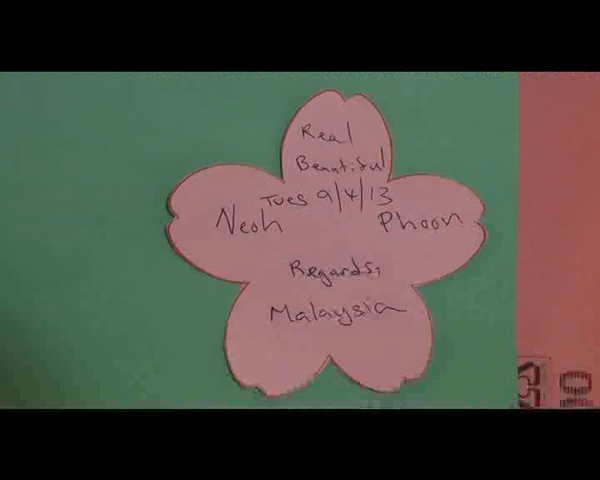 Real
Beautiful
Tues 9/4/13
Neoh Phoon
Regards,
Malaysia